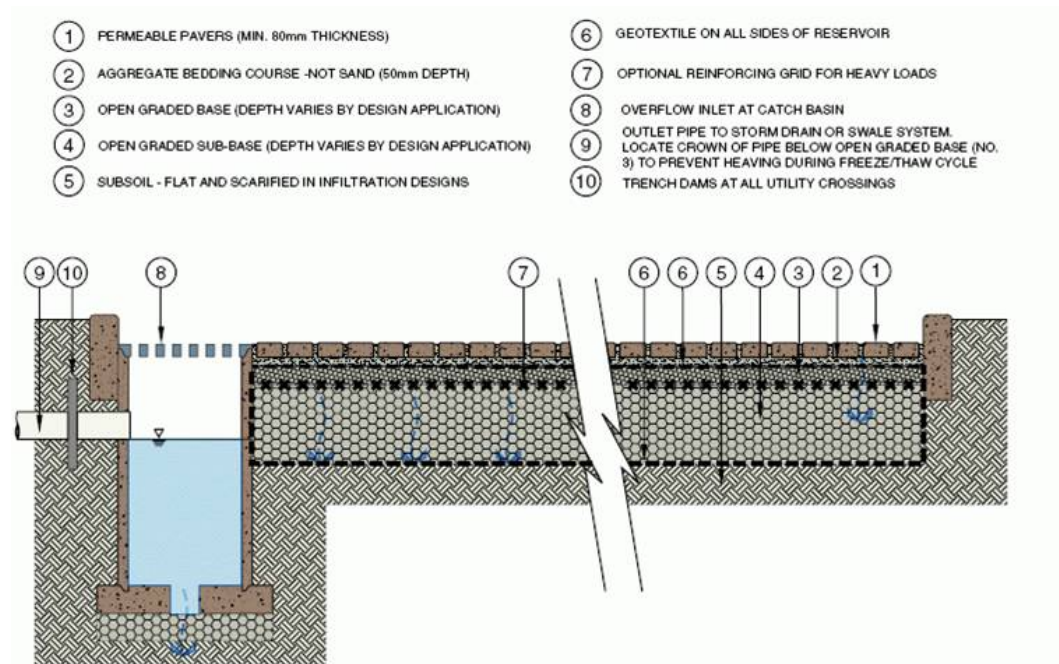 1 PERMEABLE PAVERS (MIN. 80mm THICKNESS)
2 AGGREGATE BEDDING COURSE -NOT SAND (50mm DEPTH)
3 OPEN GRADED BASE (DEPTH VARIES BY DESIGN APPLICATION)
4 OPEN GRADED SUB-BASE (DEPTH VARIES BY DESIGN APPLICATION)
5 SUBSOIL - FLAT AND SCARIFIED IN INFILTRATION DESIGNS
6 GEOTEXTILE ON ALL SIDES OF RESERVOIR
7 OPTIONAL REINFORCING GRID FOR HEAVY LOADS
8 OVERFLOW INLET AT CATCH BASIN
OUTLET PIPE TO STORM DRAIN OR SWALE SYSTEM.
9 LOCATE CROWN OF PIPE BELOW OPEN GRADED BASE (NO.
3) TO PREVENT HEAVING DURING FREEZE/THAW CYCLE
10 TRENCH DAMS AT ALL UTILITY CROSSINGS
9 10 8 7 6 6 5 4 3 2 1